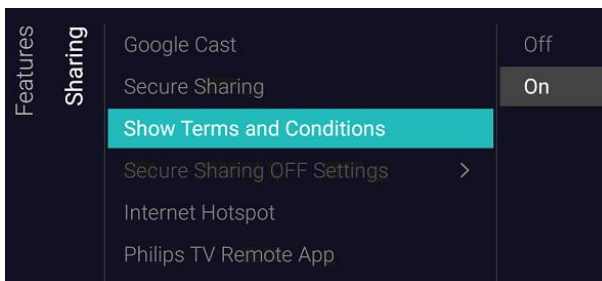 Features
Sharing
Google Cast
Secure Sharing
Show Terms and Conditions
Secure Sharing OFF Settings >
Internet Hotspot
Philips TV Remote App
Off
On